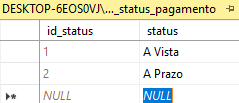 DESKTOP-6EOS0VJ\..._status_pagamento
id_status status
1 A Vista
2 A Prazo
NULL NULL